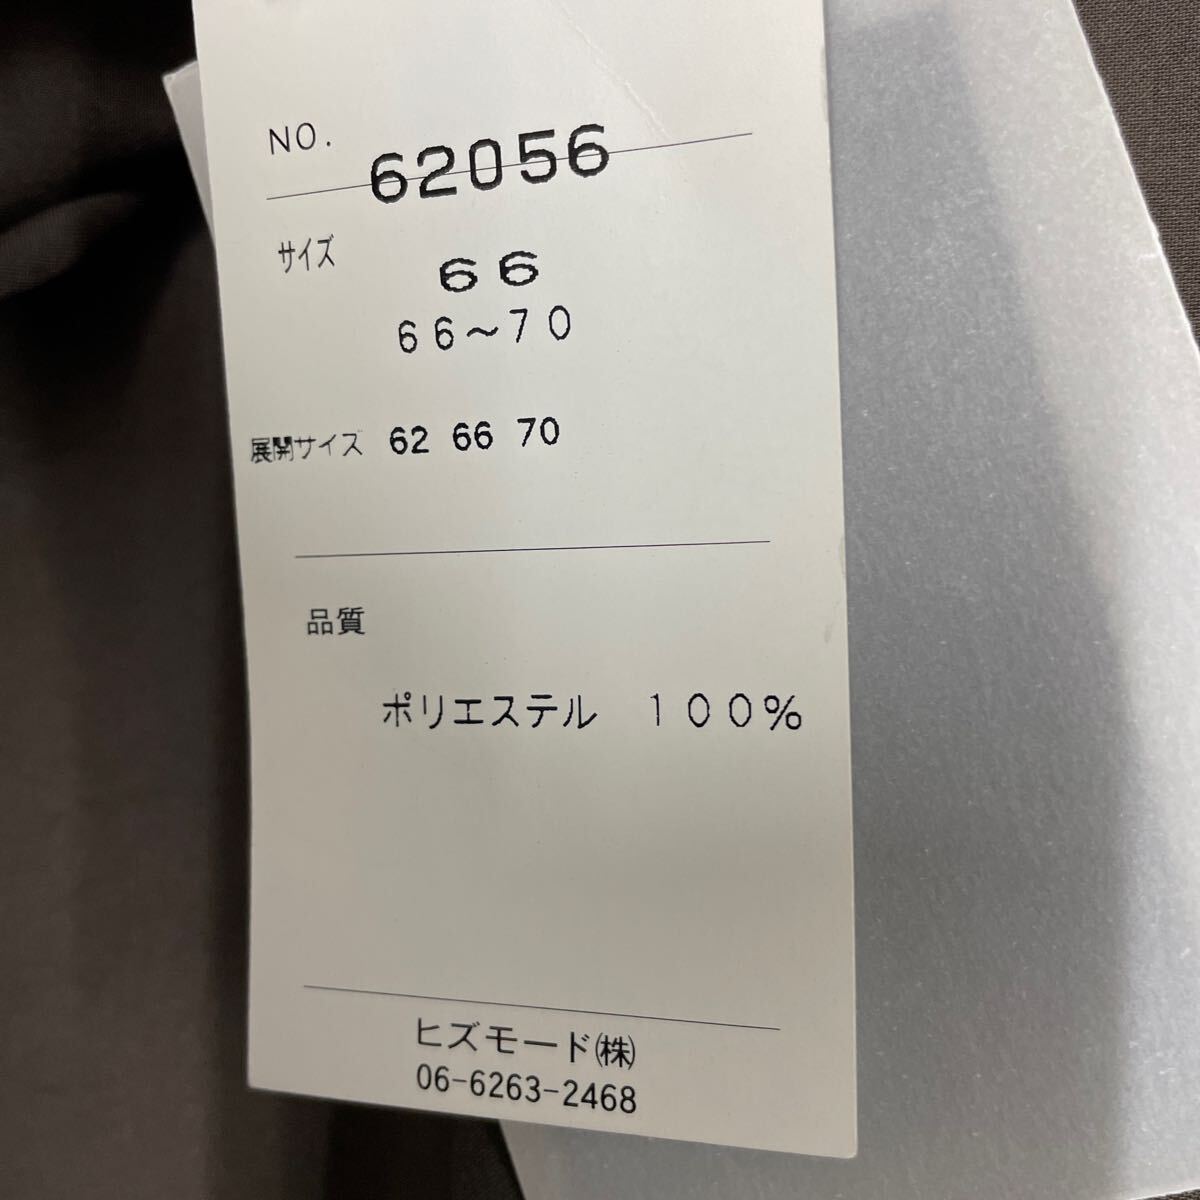 NO. 62056
サイズ 66
66～70
展開サイズ 62 66 70
品質
ポリエステル 100%
ヒズモード㈱
06-6263-2468